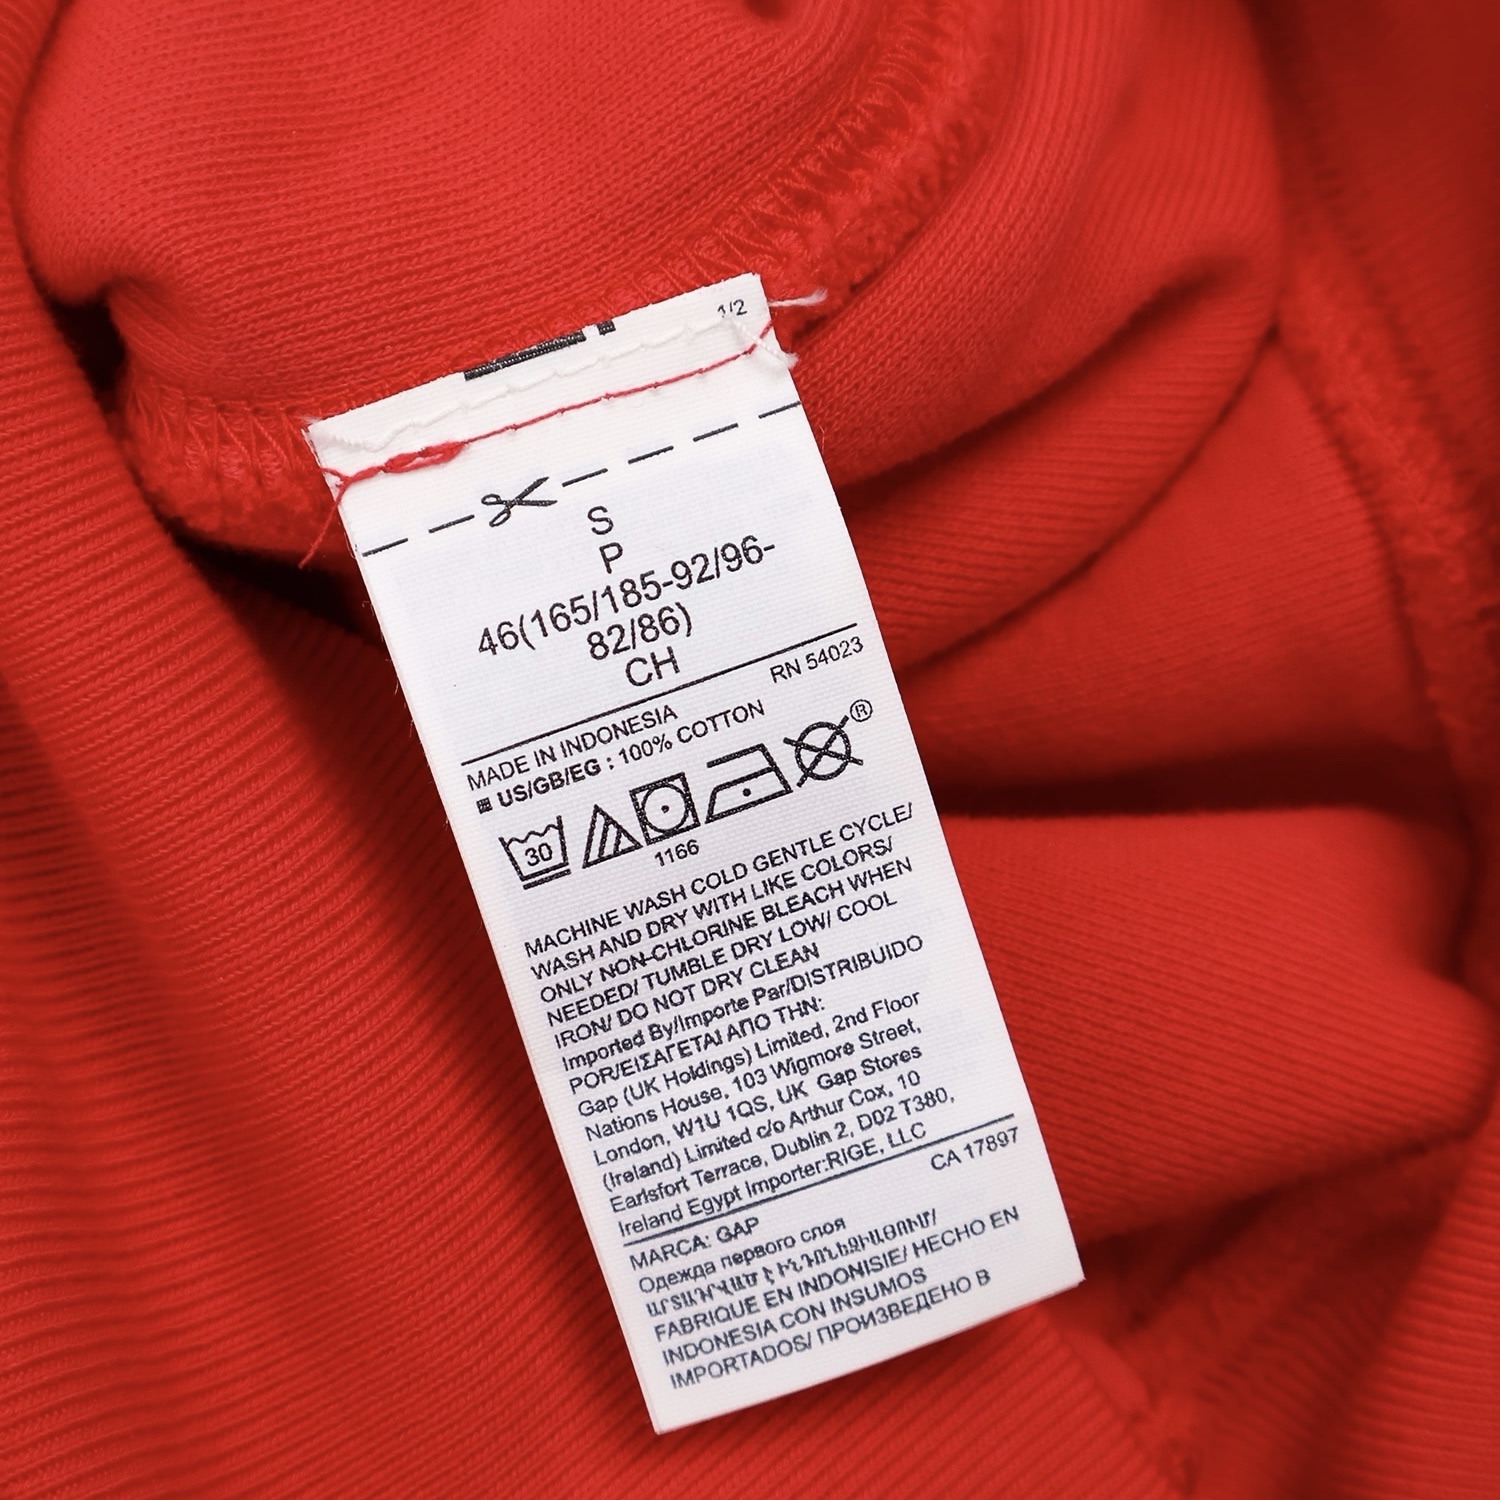 1/2
S
P
46(165/185-92/96-
82/86)
CH
RN 54023
MADE IN INDONESIA
US/GB/EG : 100% COTTON
®
30
1166
MACHINE WASH COLD GENTLE CYCLE/
WASH AND DRY WITH LIKE COLORS/
ONLY NON-CHLORINE BLEACH WHEN
NEEDED/ TUMBLE DRY LOW/ COOL
IRON/ DO NOT DRY CLEAN
Imported By/Importe Par/DISTRIBUIDO
POR/ΕΙΣΑΓΕΤΑΙ ΑΠΟ ΤΗΝ:
Gap (UK Holdings) Limited, 2nd Floor
Nations House, 103 Wigmore Street,
London, W1U 1QS, UK Gap Stores
(Ireland) Limited c/o Arthur Cox, 10
Earlsfort Terrace, Dublin 2, D02 T380,
Ireland Egypt Importer:RIGE, LLC
CA 17897
MARCA: GAP
Одежда первого слоя
ԱՐՏԱԴՐՎԱԾ Է ԻՆԴՈՆԵԶԻԱՅՈՒՄ/
FABRIQUE EN INDONISIE/ HECHO EN
INDONESIA CON INSUMOS
IMPORTADOS/ ПРОИЗВЕДЕНО В